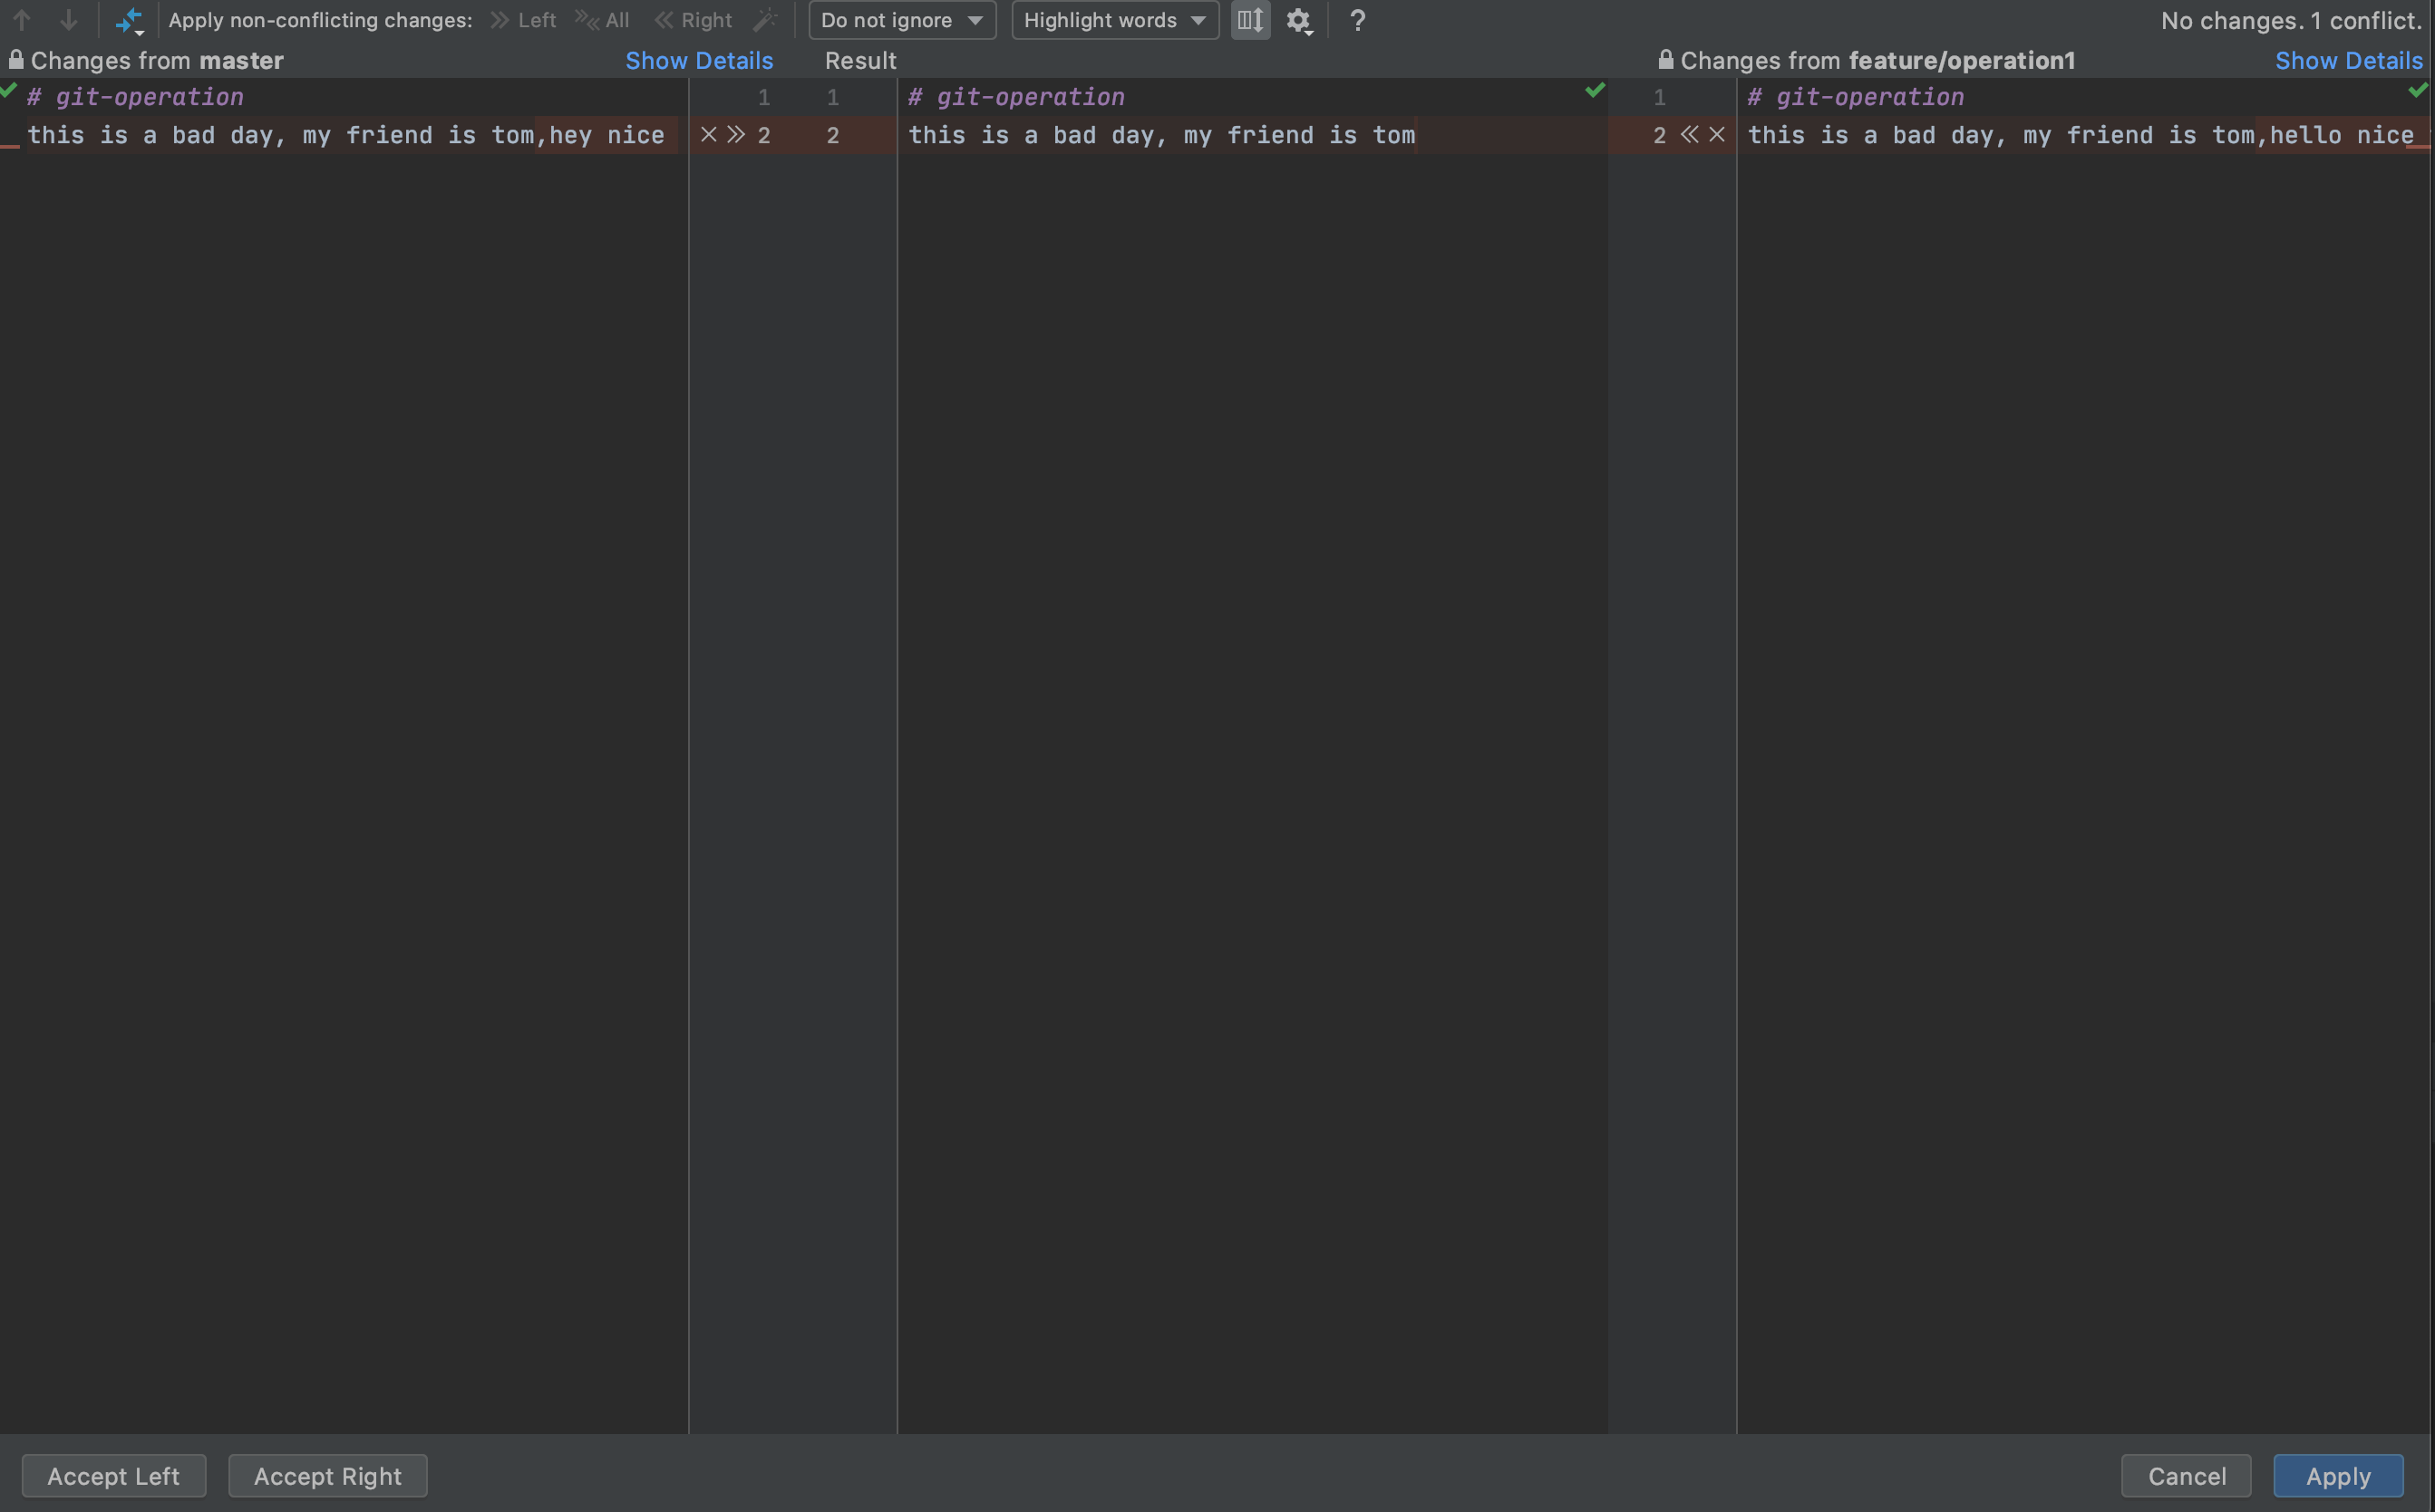 Apply non-conflicting changes: Left All Right Do not ignore Highlight words ? No changes. 1 conflict.
Changes from master Show Details Result Changes from feature/operation1 Show Details
# git-operation 1 1 # git-operation 1 # git-operation
this is a bad day, my friend is tom,hey nice 2 2 this is a bad day, my friend is tom 2 this is a bad day, my friend is tom,hello nice
Accept Left Accept Right Cancel Apply